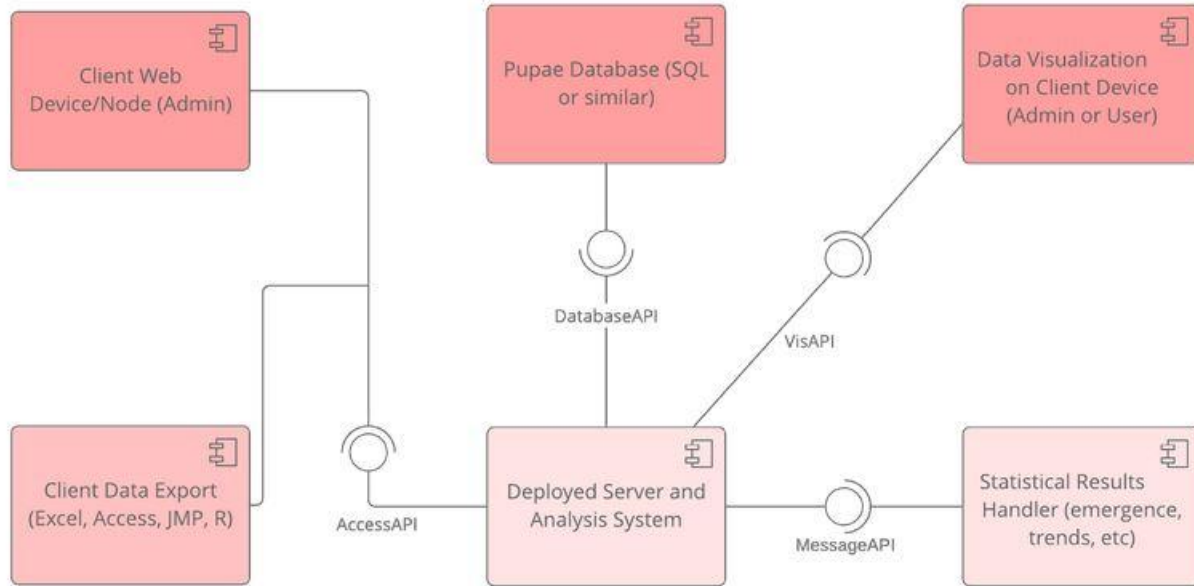 Client Web
Device/Node (Admin)
Pupae Database (SQL
or similar)
Data Visualization
on Client Device
(Admin or User)
DatabaseAPI
VisAPI
Client Data Export
(Excel, Access, JMP, R)
AccessAPI
Deployed Server and
Analysis System
MessageAPI
Statistical Results
Handler (emergence,
trends, etc)